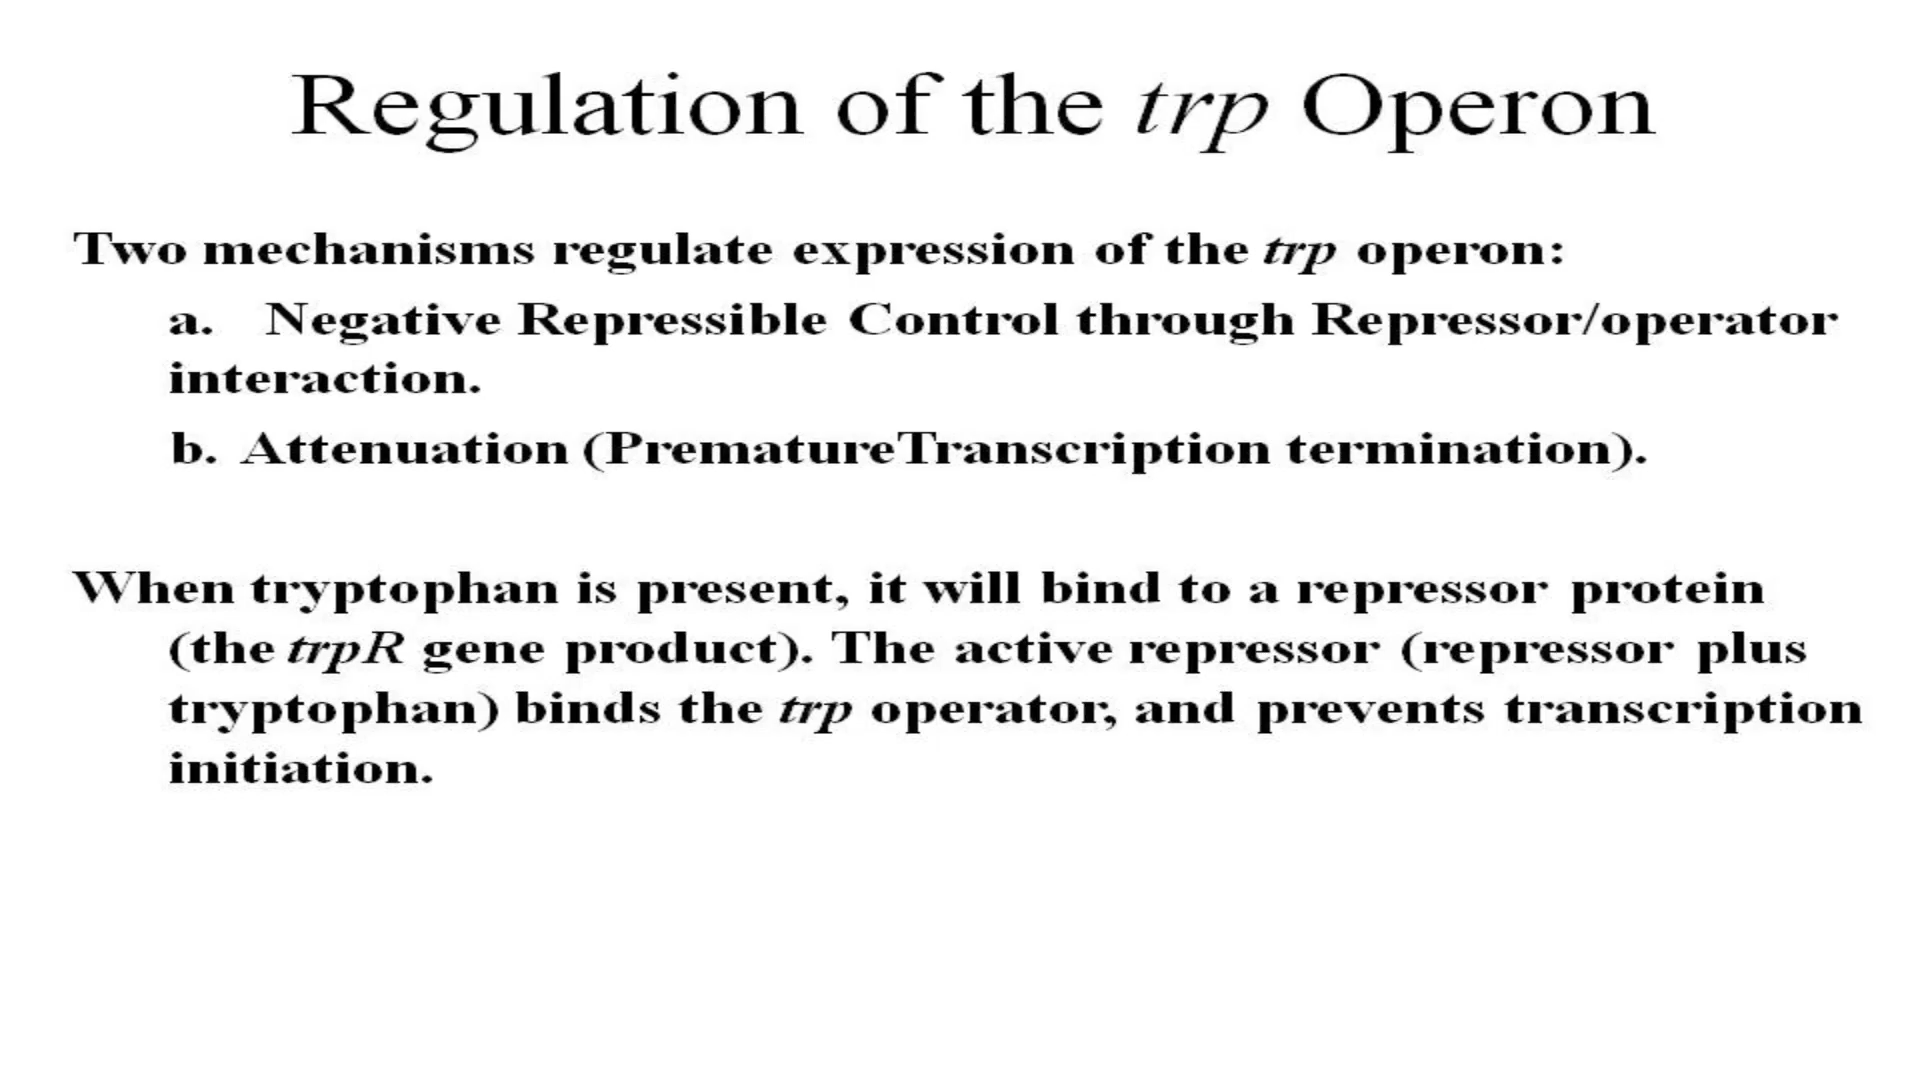 Regulation of the trp Operon
Two mechanisms regulate expression of the trp operon:
a. Negative Repressible Control through Repressor/operator
interaction.
b. Attenuation (PrematureTranscription termination).
When tryptophan is present, it will bind to a repressor protein
(the trpR gene product). The active repressor (repressor plus
tryptophan) binds the trp operator, and prevents transcription
initiation.